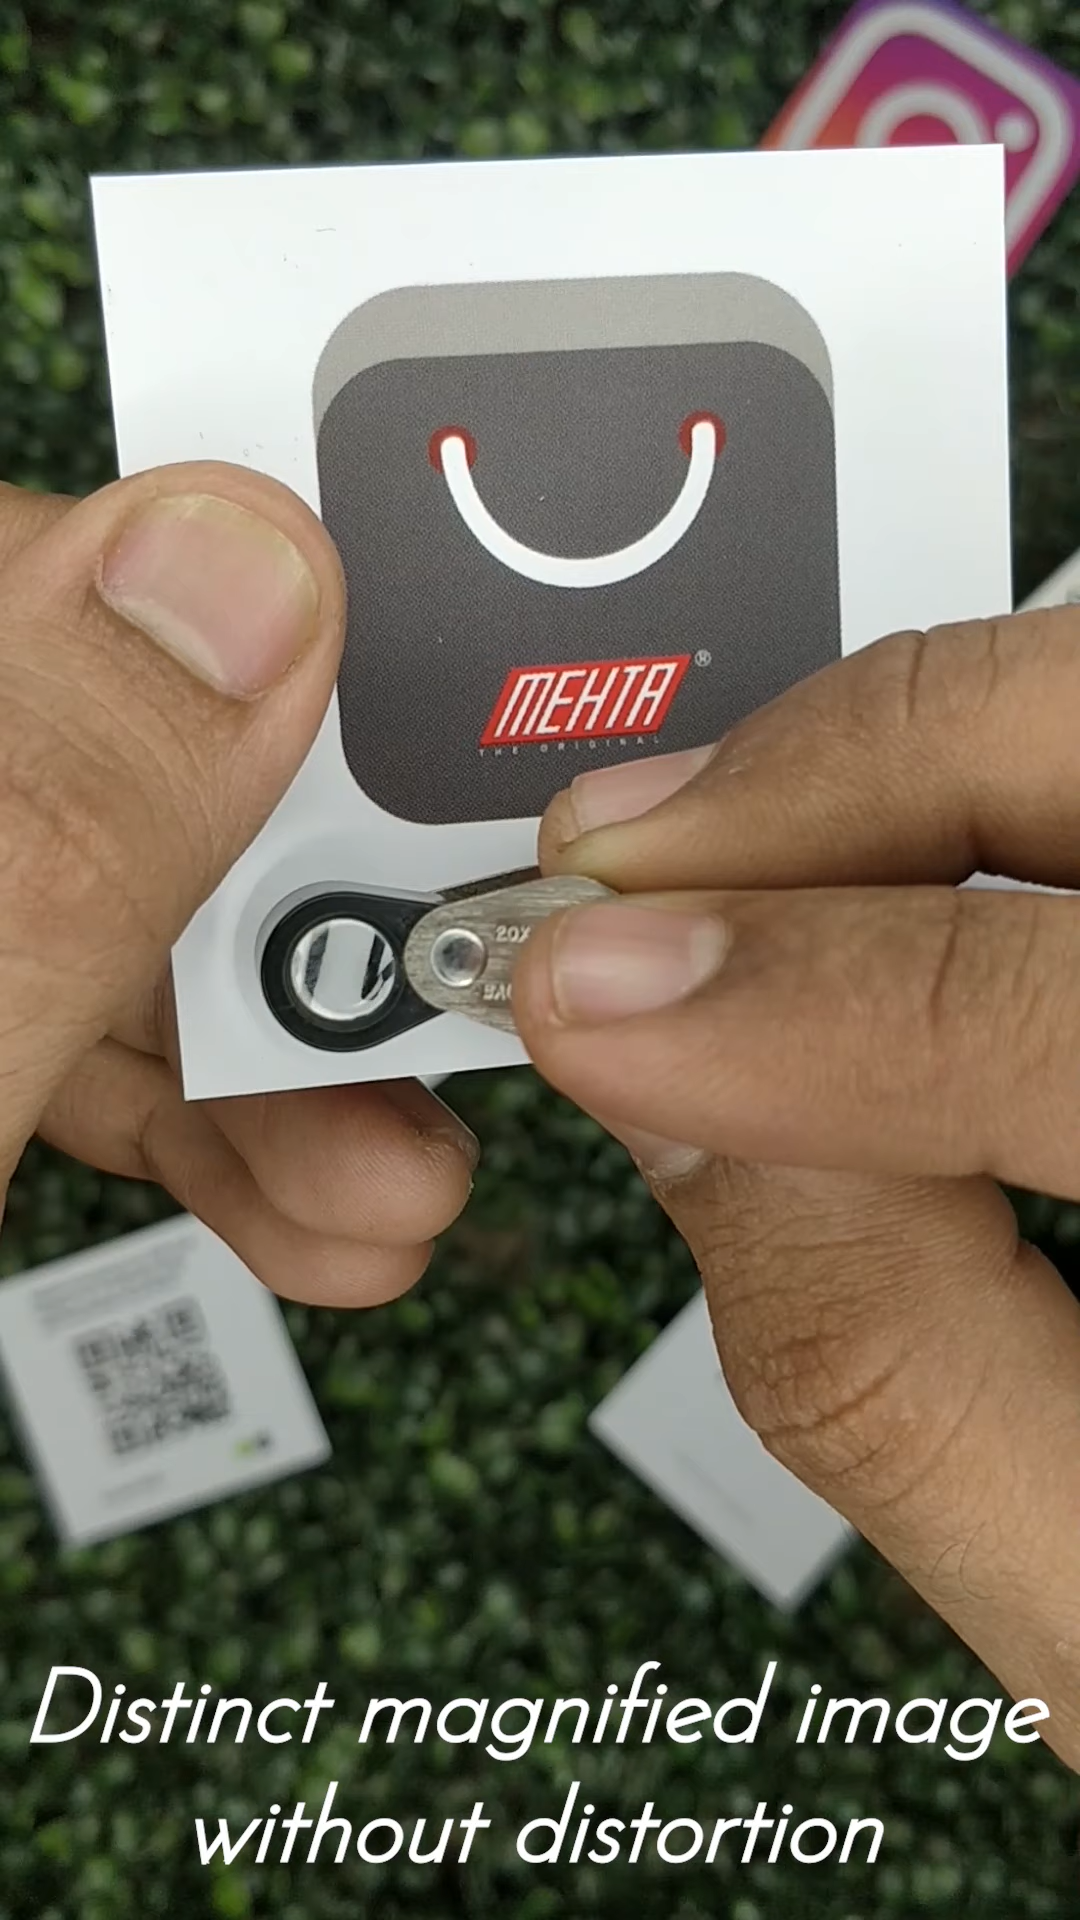 MEHTA ®
THE ORIGINAL
20X
Distinct magnified image
without distortion